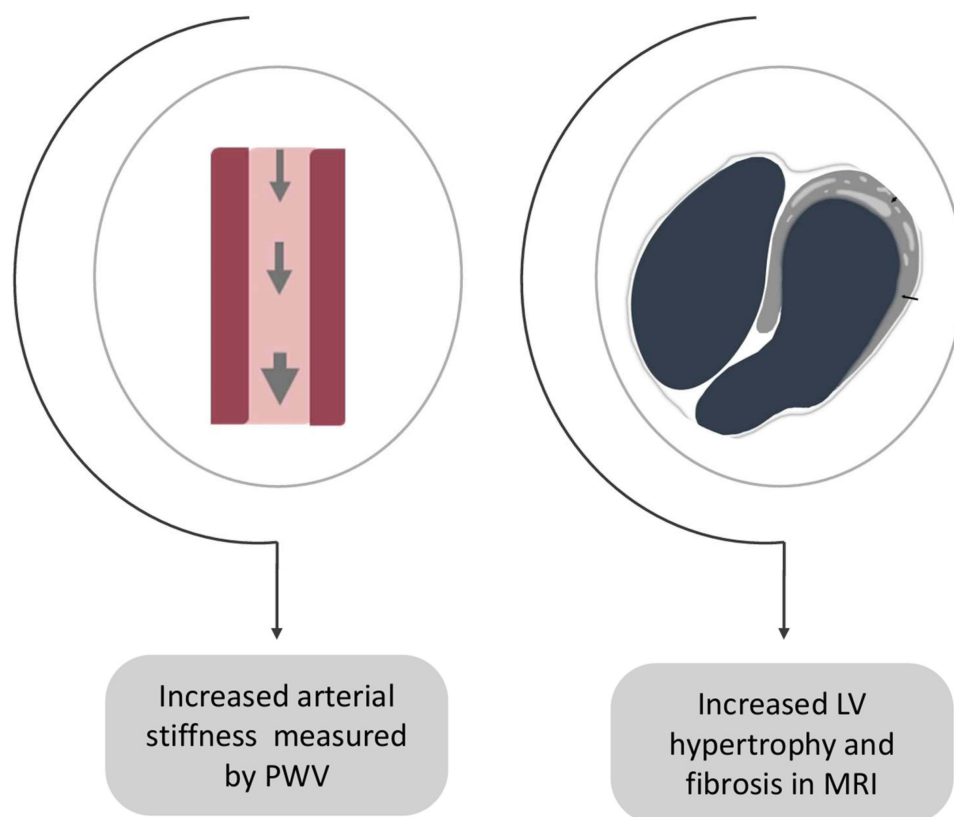 Increased arterial
stiffness  measured
by PWV
Increased LV
hypertrophy and
fibrosis in MRI